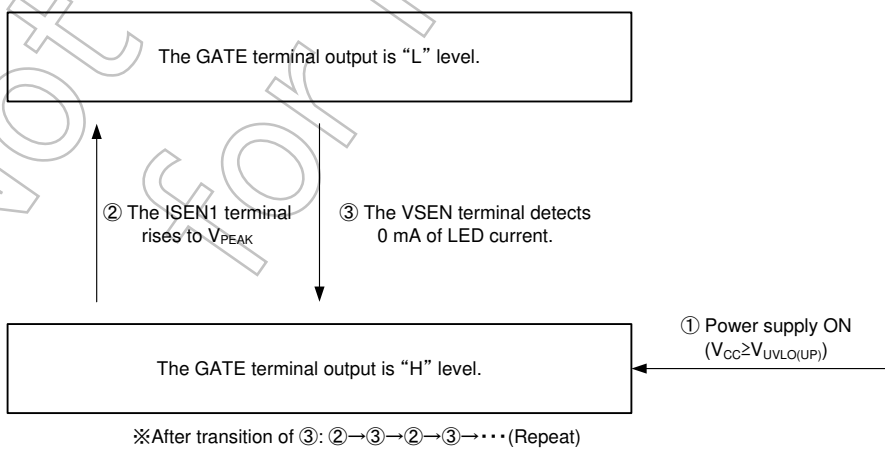 The GATE terminal output is “L” level.
② The ISEN1 terminal
rises to VPEAK
③ The VSEN terminal detects
0 mA of LED current.
① Power supply ON
(VCC≥VUVLO(UP))
The GATE terminal output is “H” level.
※After transition of ③: ②→③→②→③→・・・(Repeat)
Not
for